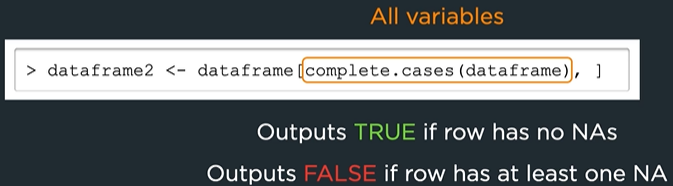 All variables
> dataframe2 <- dataframe[complete.cases(dataframe), ]
Outputs TRUE if row has no NAs
Outputs FALSE if row has at least one NA